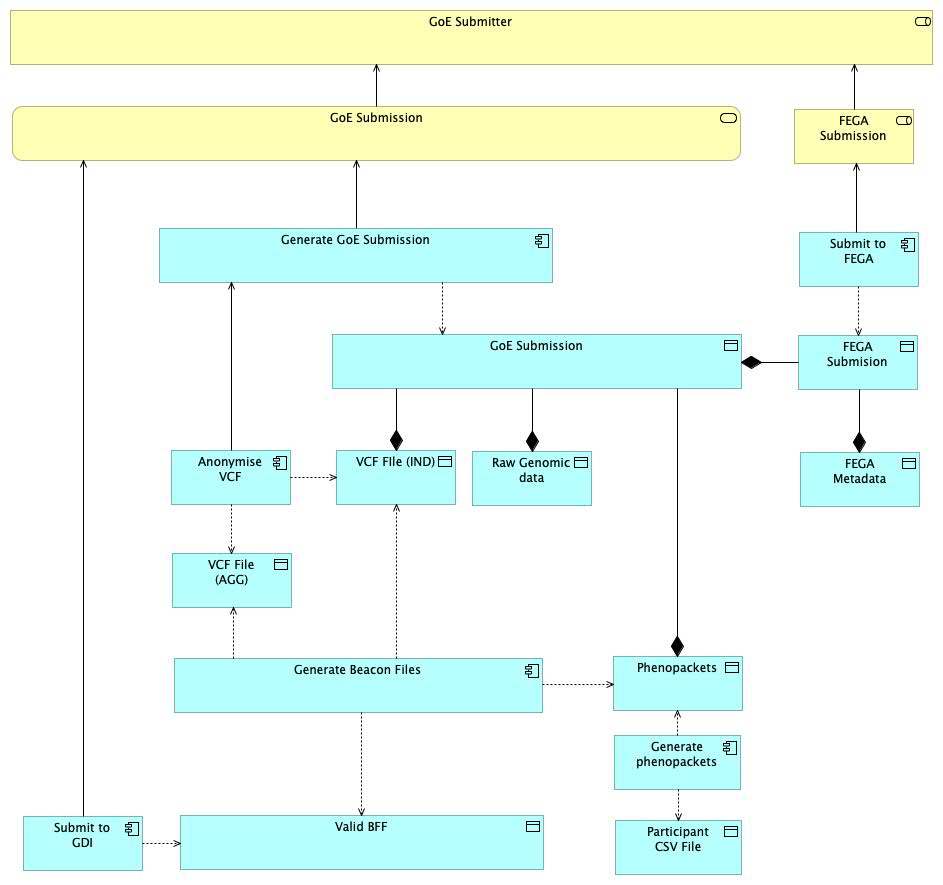 GoE Submitter
GoE Submission
FEGA
Submission
Generate GoE Submission
Submit to
FEGA
GoE Submission
FEGA
Submision
Anonymise
VCF
VCF FIle (IND)
Raw Genomic
data
FEGA
Metadata
VCF File
(AGG)
Generate Beacon Files
Phenopackets
Generate
phenopackets
Submit to
GDI
Valid BFF
Participant
CSV File